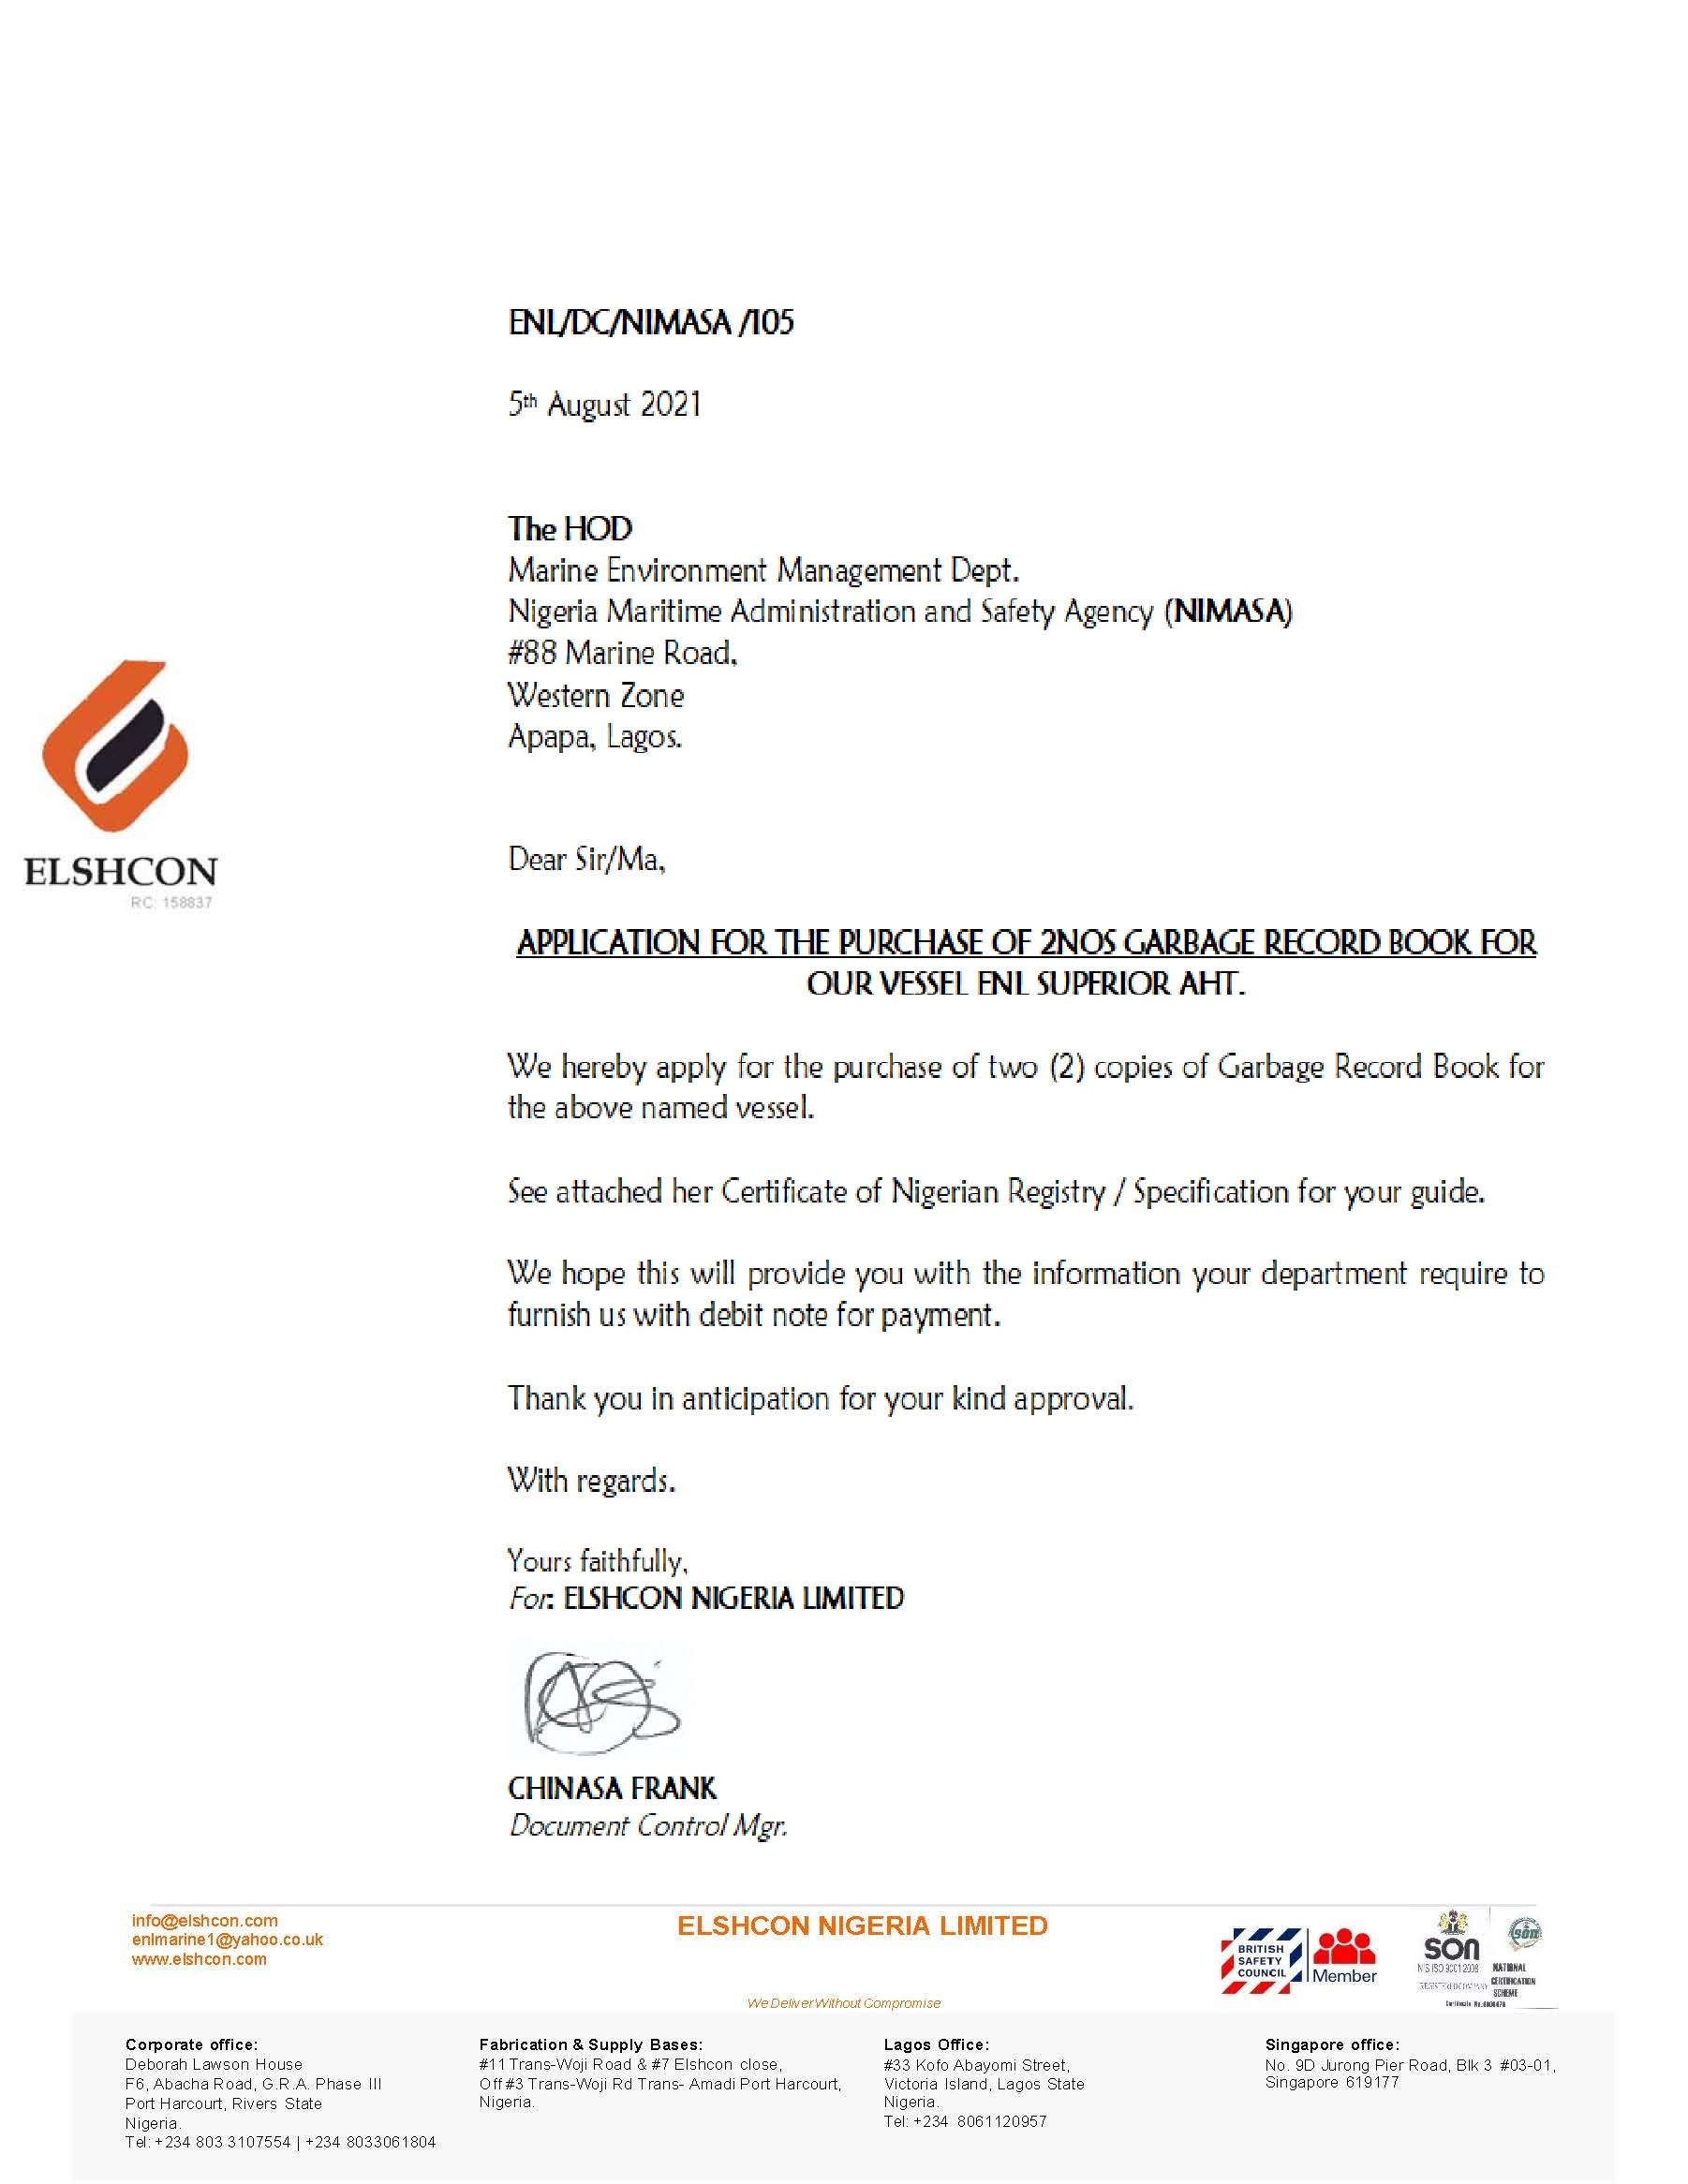 ENL/DC/NIMASA /105
5th August 2021
The HOD
Marine Environment Management Dept.
Nigeria Maritime Administration and Safety Agency (NIMASA)
#88 Marine Road,
Western Zone
Apapa, Lagos.
ELSHCON
RC: 158837
Dear Sir/Ma,
APPLICATION FOR THE PURCHASE OF 2NOS GARBAGE RECORD BOOK FOR
OUR VESSEL ENL SUPERIOR AHT.
We hereby apply for the purchase of two (2) copies of Garbage Record Book for
the above named vessel.
See attached her Certificate of Nigerian Registry / Specification for your guide.
We hope this will provide you with the information your department require to
furnish us with debit note for payment.
Thank you in anticipation for your kind approval.
With regards.
Yours faithfully,
For: ELSHCON NIGERIA LIMITED
CHINASA FRANK
Document Control Mgr.
info@elshcon.com
enlmarine1@yahoo.co.uk
www.elshcon.com
ELSHCON NIGERIA LIMITED
We Deliver Without Compromise
BRITISH
SAFETY
COUNCIL
Member
SON
NIS ISO 9001:2008
REGISTERED COMPANY
SON
NATIONAL
CERTIFICATION
SCHEME
Corporate office:
Deborah Lawson House
F6, Abacha Road, G.R.A. Phase III
Port Harcourt, Rivers State
Nigeria.
Tel: +234 803 3107554 | +234 8033061804
Fabrication & Supply Bases:
#11 Trans-Woji Road & #7 Elshcon close,
Off #3 Trans-Woji Rd Trans- Amadi Port Harcourt,
Nigeria.
Lagos Office:
#33 Kofo Abayomi Street,
Victoria Island, Lagos State
Nigeria.
Tel: +234 8061120957
Singapore office:
No. 9D Jurong Pier Road, Blk 3 #03-01,
Singapore 619177